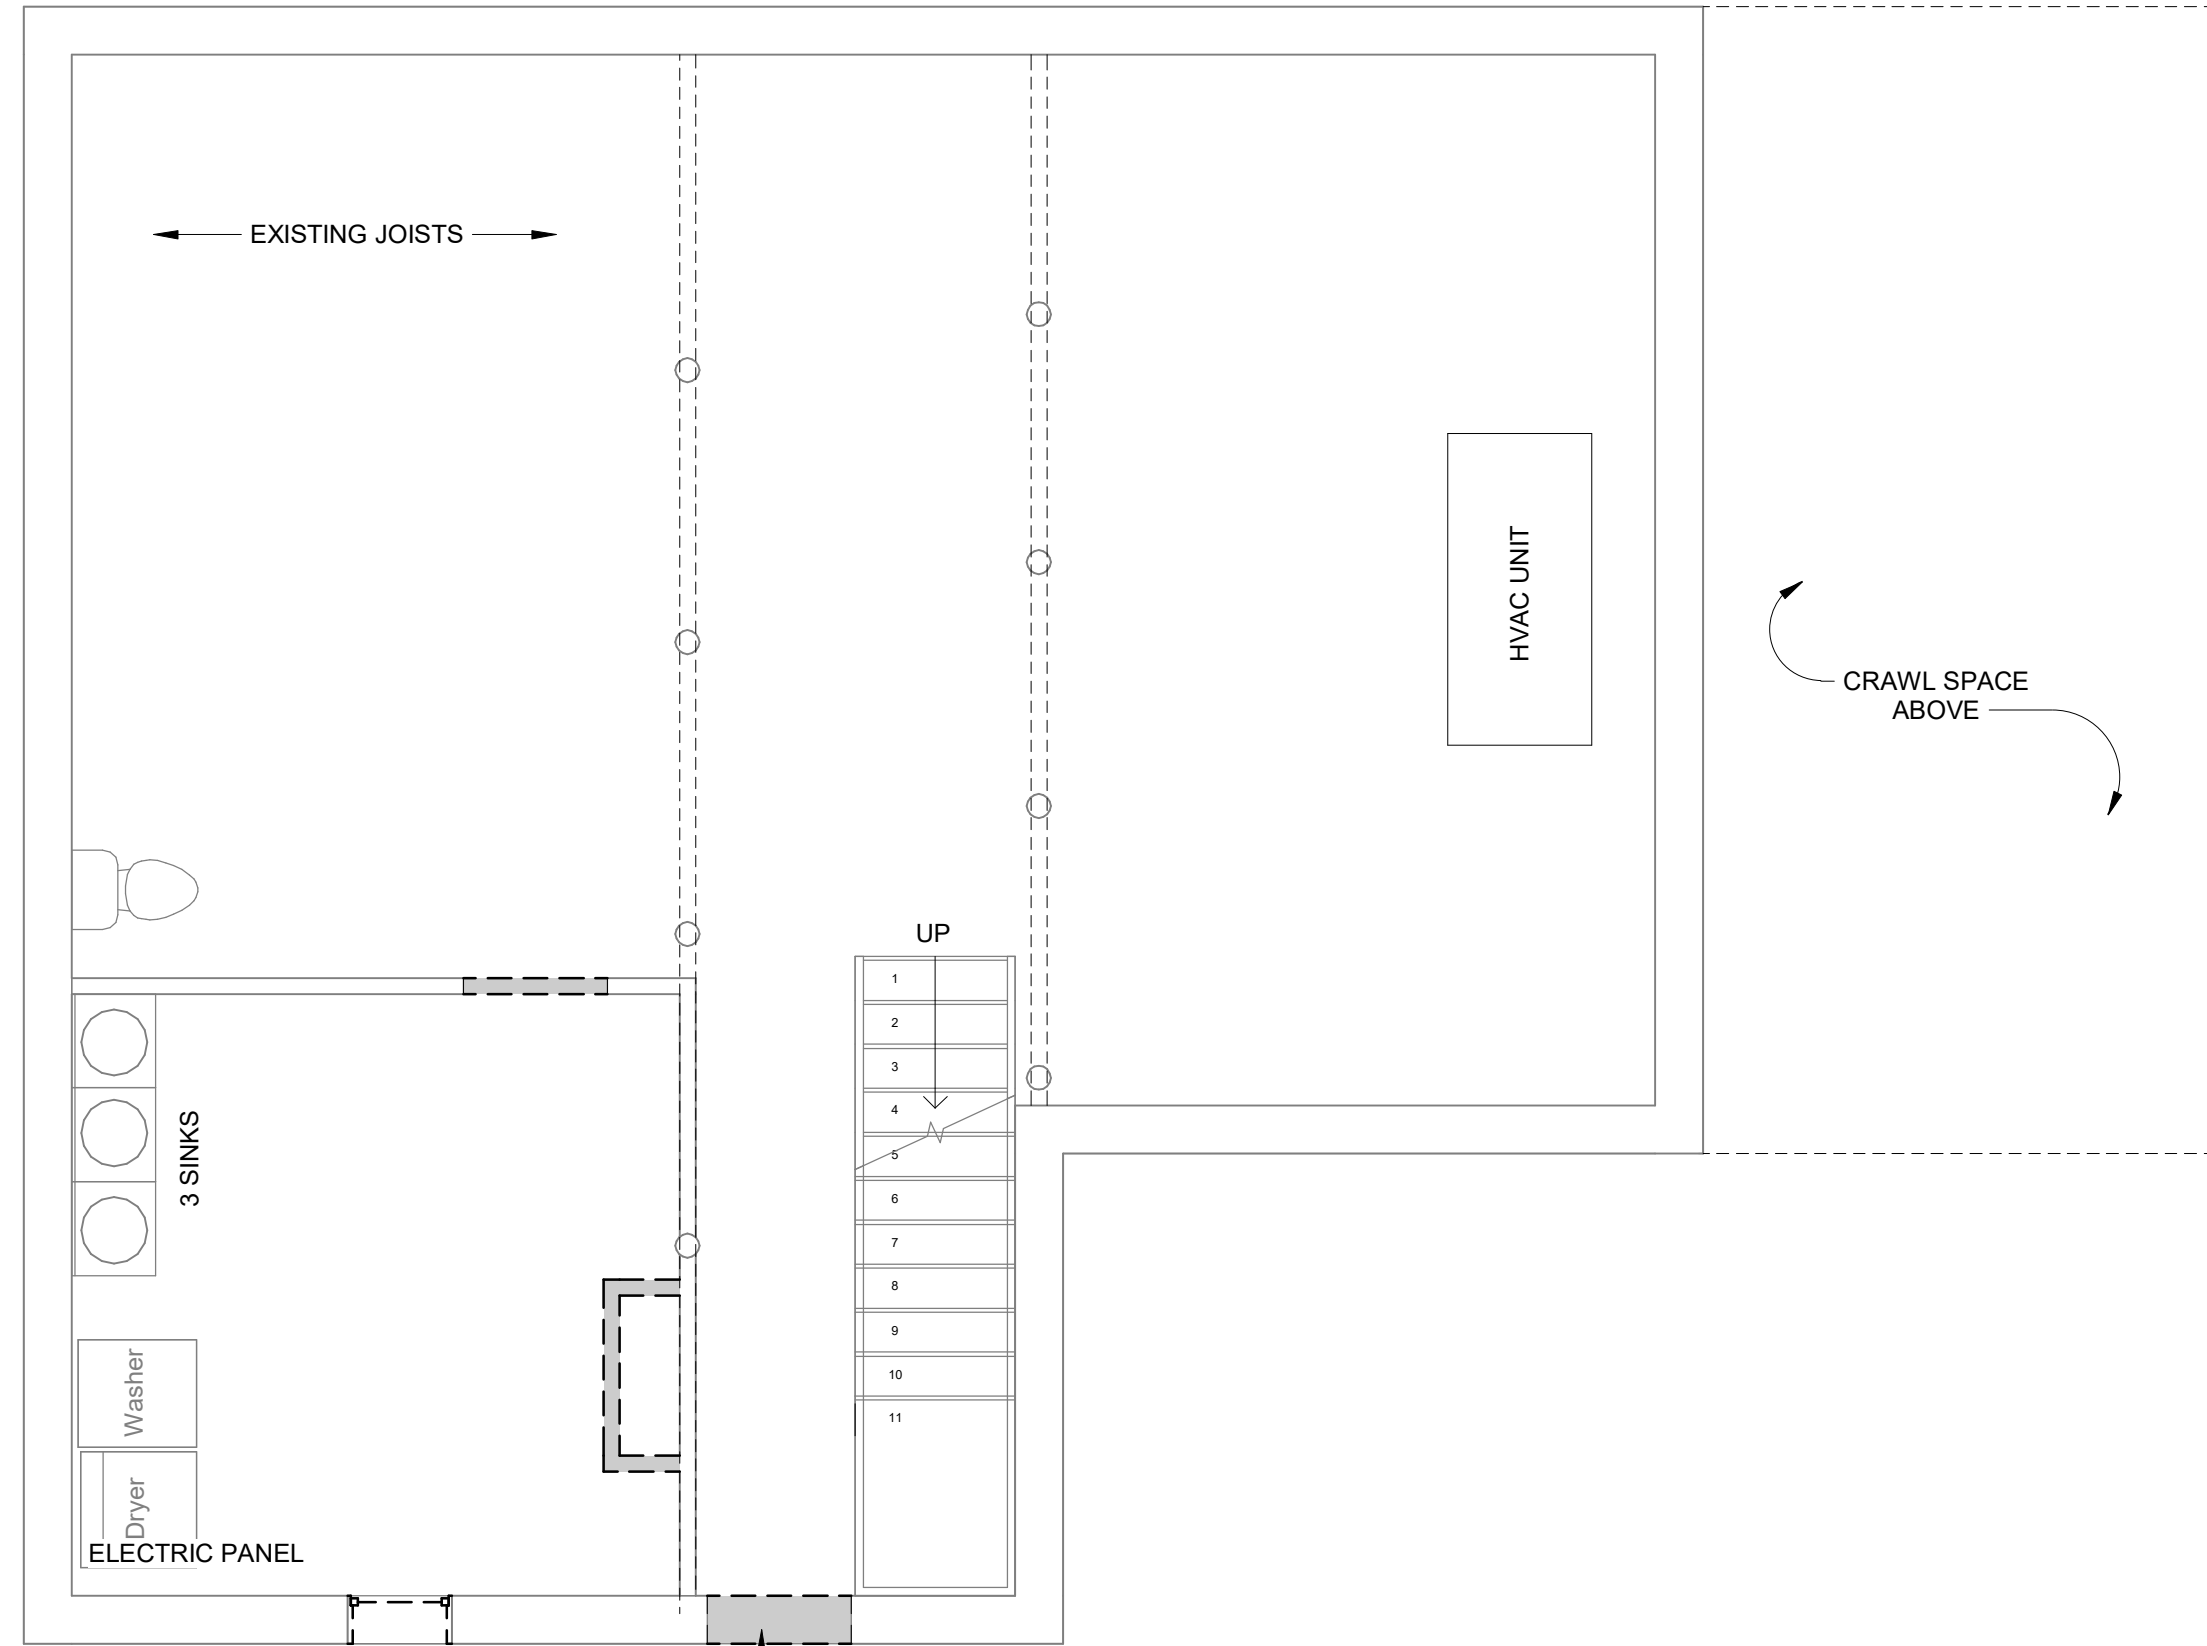 EXISTING JOISTS
HVAC UNIT
CRAWL SPACE
ABOVE
UP
1
2
3
4
5
6
7
8
9
10
11
3 SINKS
Washer
Dryer
ELECTRIC PANEL